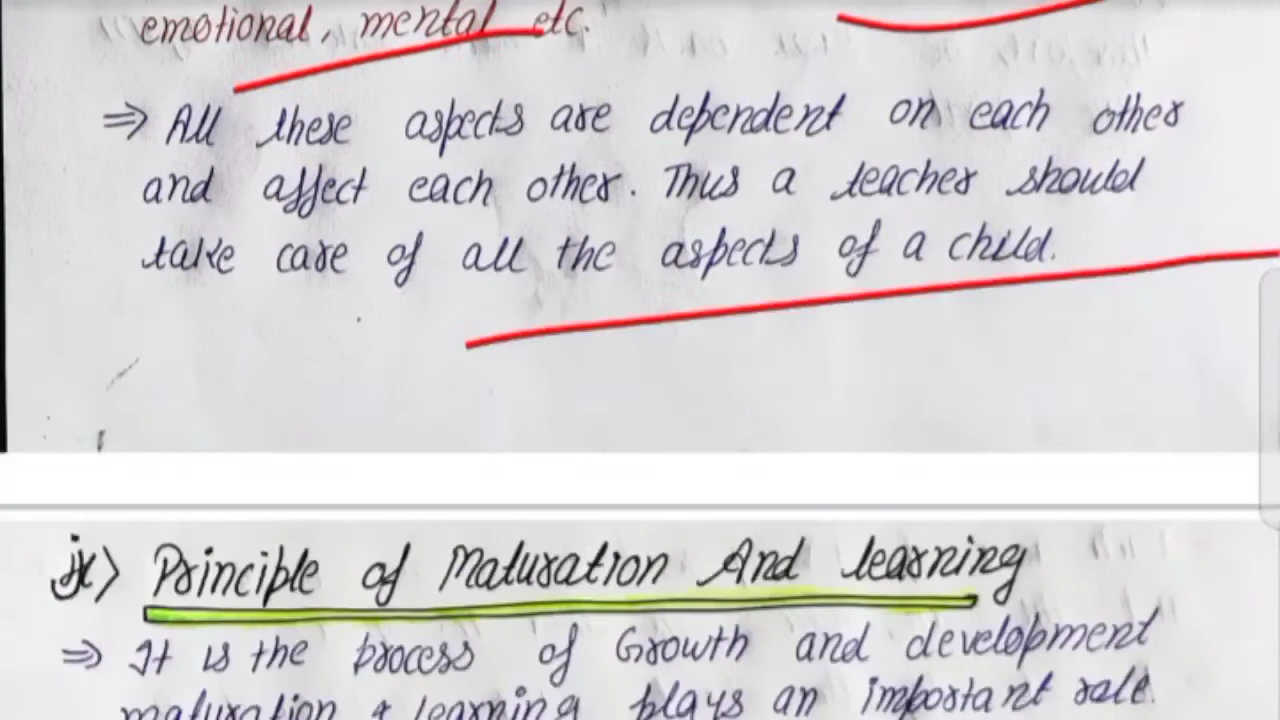 emotional, mental etc.
⇒ All these aspects are dependent on each other
and affect each other. Thus a teacher should
take care of all the aspects of a child.
ix) Principle of Maturation And learning
⇒ It is the process of Growth and development
maturation & learning plays an important role.